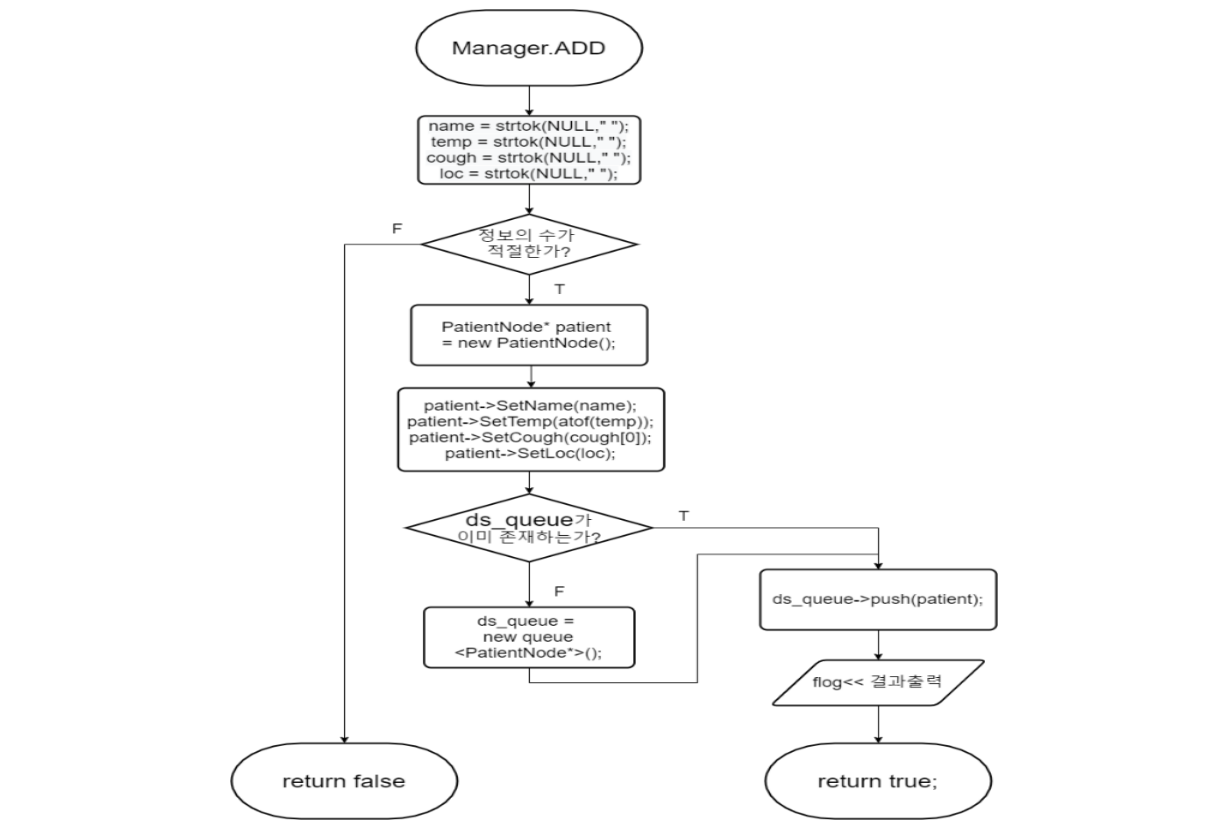 Manager.ADD
name = strtok(NULL," ");
temp = strtok(NULL," ");
cough = strtok(NULL," ");
loc = strtok(NULL," ");
F
정보의 수가
적절한가?
T
PatientNode* patient
= new PatientNode();
patient->SetName(name);
patient->SetTemp(atof(temp));
patient->SetCough(cough[0]);
patient->SetLoc(loc);
ds_queue가
이미 존재하는가?
T
F
ds_queue =
new queue
<PatientNode*>();
ds_queue->push(patient);
flog<< 결과출력
return false
return true;